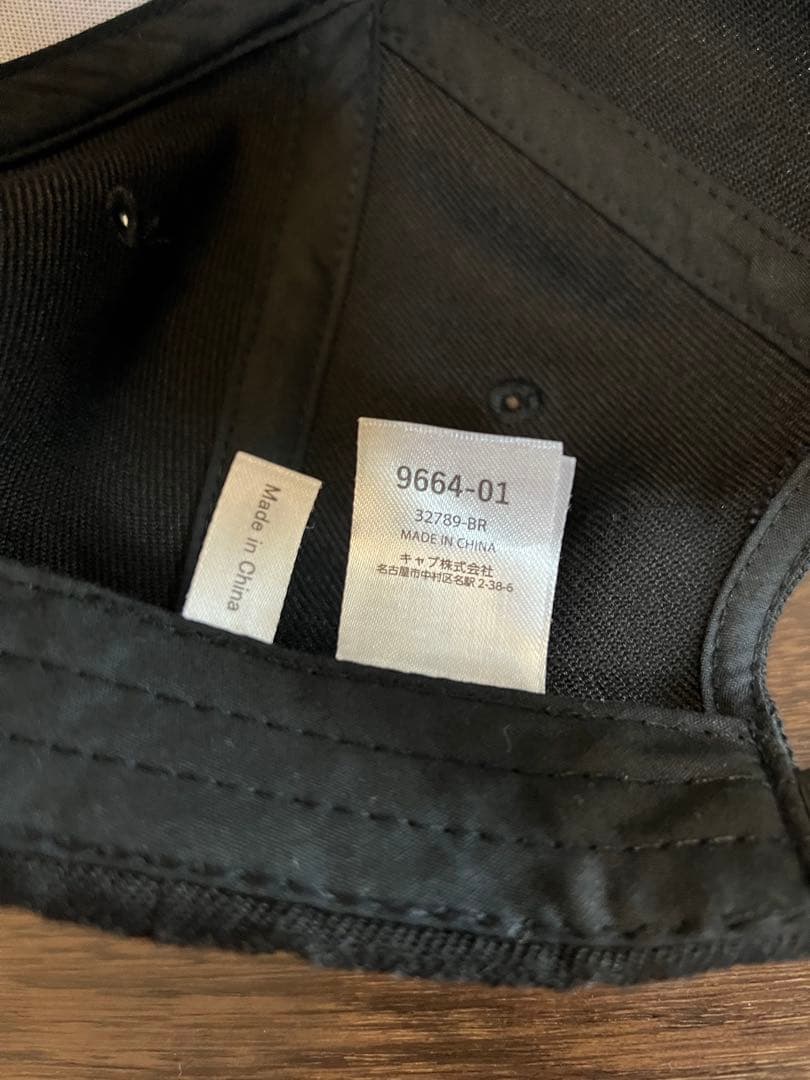 Made in China
9664-01
32789-BR
MADE IN CHINA
キャブ株式会社
名古屋市中村区名駅 2-38-6